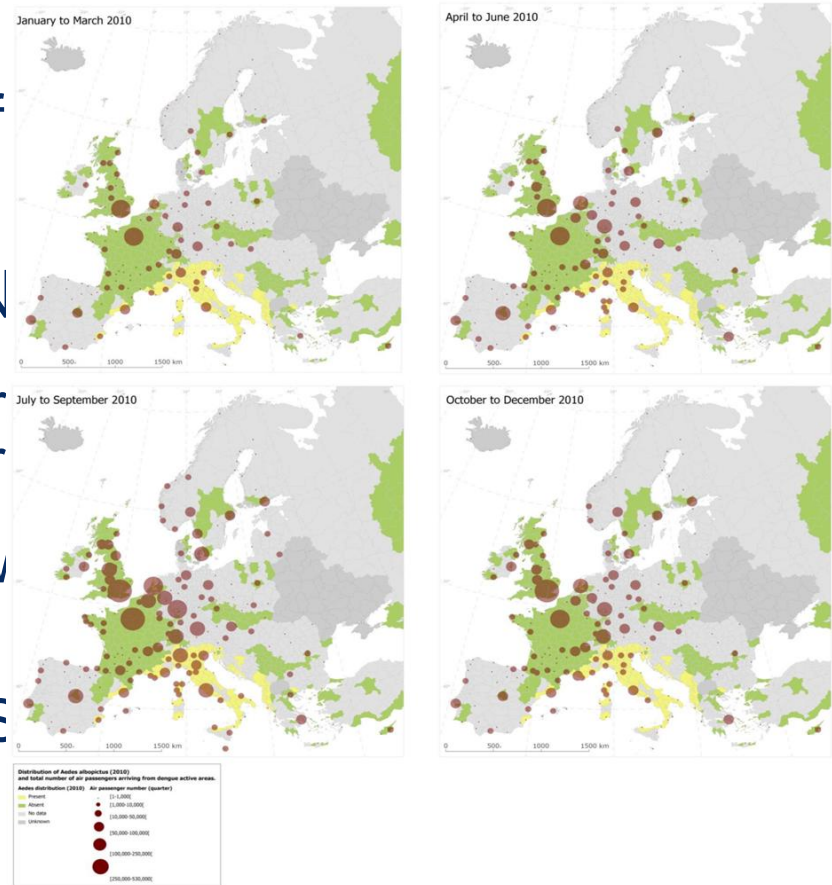 January to March 2010
April to June 2010
0 500 1000 1500 km
0 500 1000 1500 km
July to September 2010
October to December 2010
0 500 1000 1500 km
0 500 1000 1500 km
Distribution of Aedes albopictus (2010)
and total number of air passengers arriving from dengue active areas.
Aedes distribution (2010) Air passenger number (quarter)
Present [1-1,000[
Absent [1,000-10,000[
No data [10,000-50,000[
Unknown
[50,000-100,000[
[100,000-250,000[
[250,000-530,000[